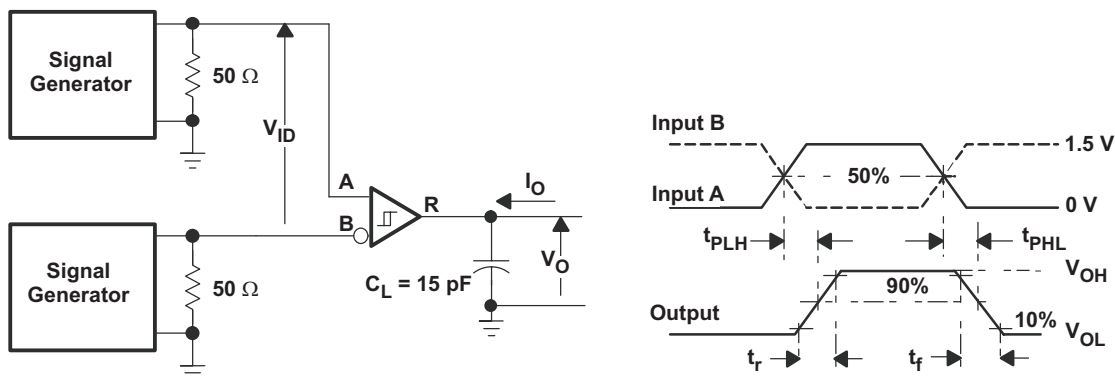 Signal
Generator
50 Ω
V_ID
A
B
R
I_O
V_O
C_L = 15 pF
Signal
Generator
50 Ω
Input B
1.5 V
50%
Input A
0 V
t_PLH
t_PHL
V_OH
90%
Output
10%
V_OL
t_r
t_f